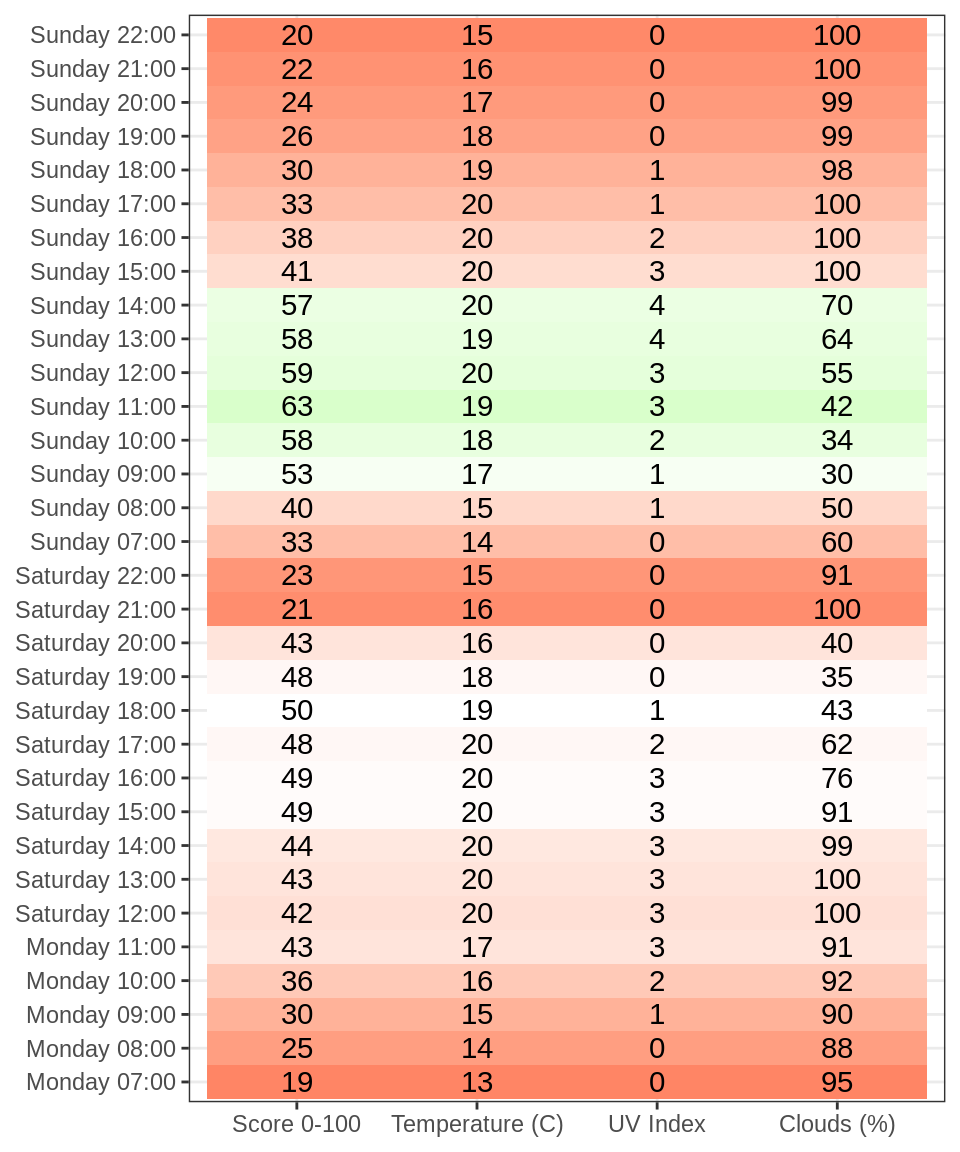 Sunday 22:00 20 15 0 100
Sunday 21:00 22 16 0 100
Sunday 20:00 24 17 0 99
Sunday 19:00 26 18 0 99
Sunday 18:00 30 19 1 98
Sunday 17:00 33 20 1 100
Sunday 16:00 38 20 2 100
Sunday 15:00 41 20 3 100
Sunday 14:00 57 20 4 70
Sunday 13:00 58 19 4 64
Sunday 12:00 59 20 3 55
Sunday 11:00 63 19 3 42
Sunday 10:00 58 18 2 34
Sunday 09:00 53 17 1 30
Sunday 08:00 40 15 1 50
Sunday 07:00 33 14 0 60
Saturday 22:00 23 15 0 91
Saturday 21:00 21 16 0 100
Saturday 20:00 43 16 0 40
Saturday 19:00 48 18 0 35
Saturday 18:00 50 19 1 43
Saturday 17:00 48 20 2 62
Saturday 16:00 49 20 3 76
Saturday 15:00 49 20 3 91
Saturday 14:00 44 20 3 99
Saturday 13:00 43 20 3 100
Saturday 12:00 42 20 3 100
Monday 11:00 43 17 3 91
Monday 10:00 36 16 2 92
Monday 09:00 30 15 1 90
Monday 08:00 25 14 0 88
Monday 07:00 19 13 0 95
Score 0-100 Temperature (C) UV Index Clouds (%)